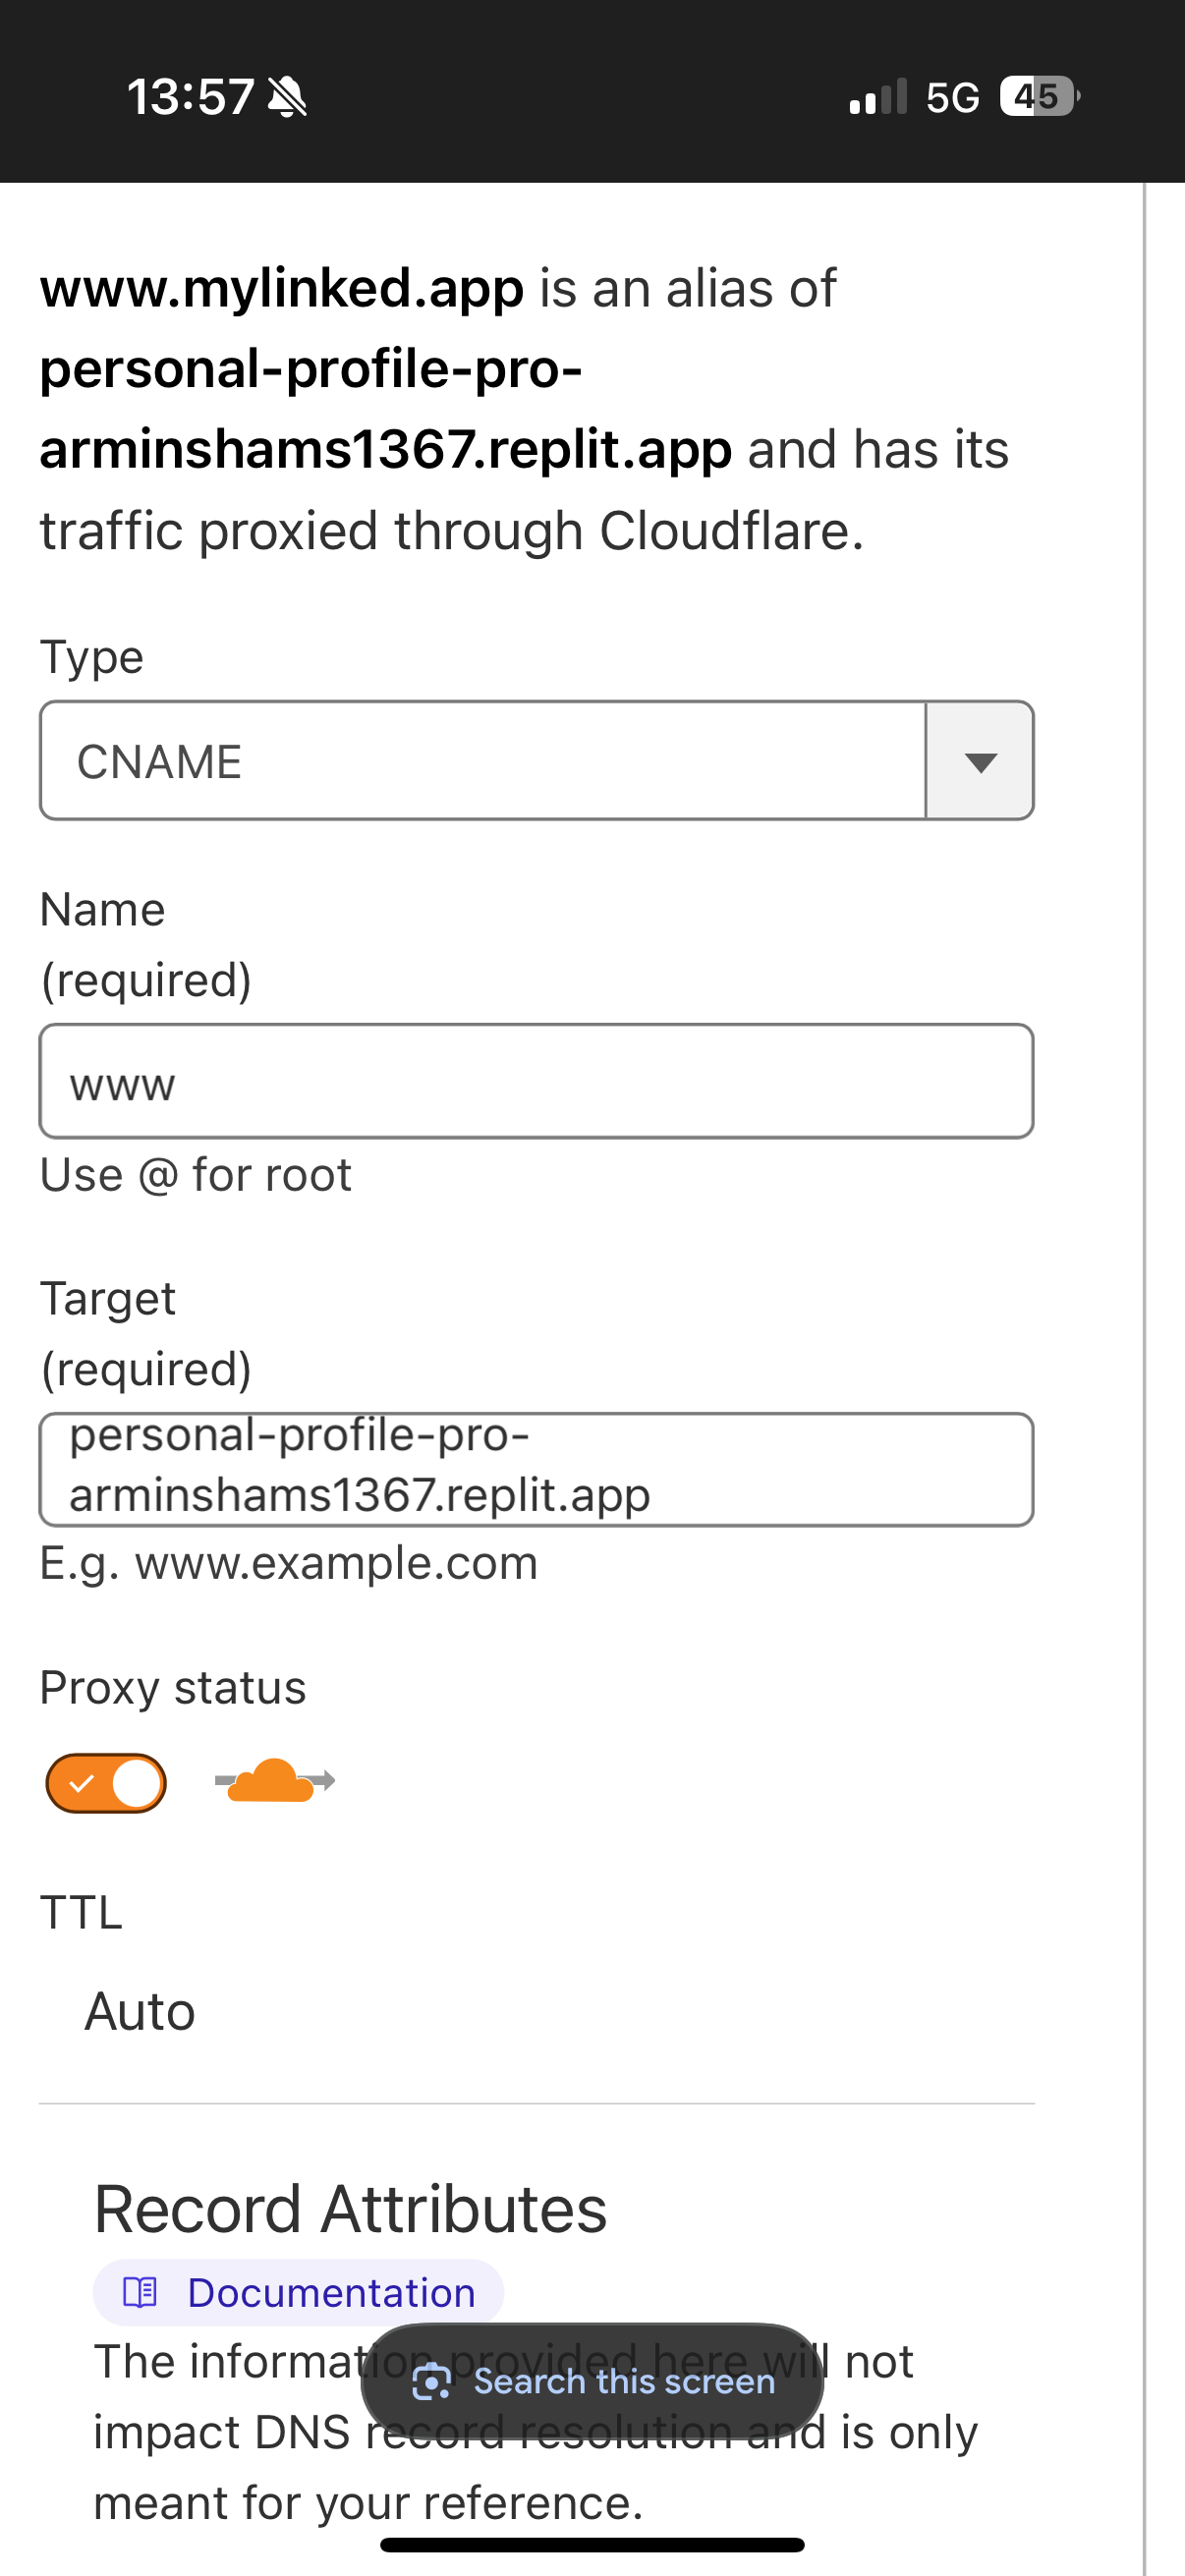 13:57
5G 45
www.mylinked.app is an alias of
personal-profile-pro-
arminshams1367.replit.app and has its
traffic proxied through Cloudflare.
Type
CNAME
Name
(required)
www
Use @ for root
Target
(required)
personal-profile-pro-
arminshams1367.replit.app
E.g. www.example.com
Proxy status
TTL
Auto
Record Attributes
Documentation
The information provided here will not
Search this screen
impact DNS record resolution and is only
meant for your reference.